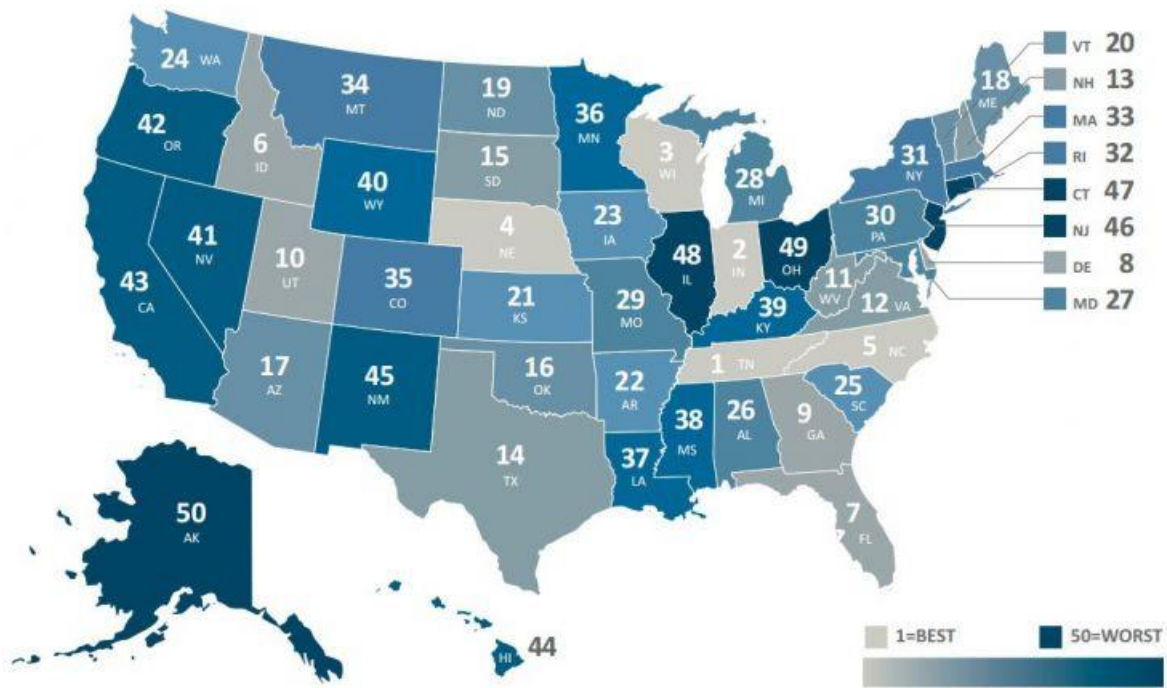 24 WA
42
OR
43
CA
41
NV
6
ID
34
MT
40
WY
10
UT
17
AZ
35
CO
45
NM
19
ND
15
SD
4
NE
21
KS
16
OK
14
TX
36
MN
23
IA
29
MO
22
AR
37
LA
3
WI
48
IL
28
MI
2
IN
49
OH
39
KY
1 TN
38
MS
26
AL
9
GA
7
FL
25
SC
5 NC
12 VA
11
WV
30
PA
31
NY
18
ME
VT 20
NH 13
MA 33
RI 32
CT 47
NJ 46
DE 8
MD 27
50
AK
HI 44
1=BEST 50=WORST